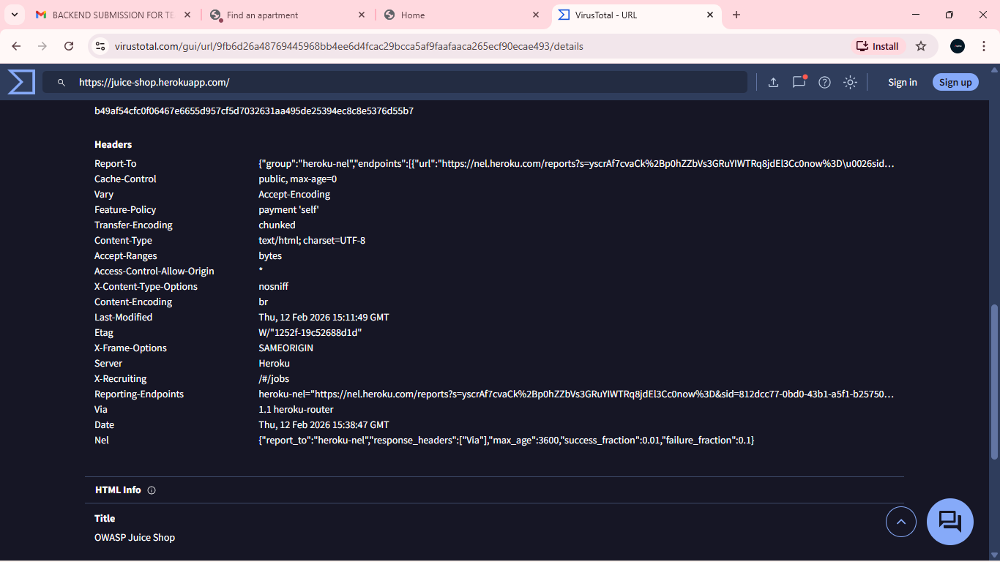 BACKEND SUBMISSION FOR TE
Find an apartment
Home
VirusTotal - URL
virustotal.com/gui/url/9fb6d26a48769445968bb4ee6d4fcac29bcca5af9faafaaca265ecf90ecae493/details
Install
https://juice-shop.herokuapp.com/
Sign in
Sign up
b49af54cfc0f06467e6655d957cf5d7032631aa495de25394ec8c8e5376d55b7
Headers
Report-To {"group":"heroku-nel","endpoints":[{"url":"https://nel.heroku.com/reports?s=yscrAf7cvaCk%2Bp0hZZbVs3GRuYIWTRq8jdEl3Cc0now%3D\u0026sid...
Cache-Control public, max-age=0
Vary Accept-Encoding
Feature-Policy payment 'self'
Transfer-Encoding chunked
Content-Type text/html; charset=UTF-8
Accept-Ranges bytes
Access-Control-Allow-Origin *
X-Content-Type-Options nosniff
Content-Encoding br
Last-Modified Thu, 12 Feb 2026 15:11:49 GMT
Etag W/"1252f-19c52688d1d"
X-Frame-Options SAMEORIGIN
Server Heroku
X-Recruiting /#/jobs
Reporting-Endpoints heroku-nel="https://nel.heroku.com/reports?s=yscrAf7cvaCk%2Bp0hZZbVs3GRuYIWTRq8jdEl3Cc0now%3D&sid=812dcc77-0bd0-43b1-a5f1-b25750...
Via 1.1 heroku-router
Date Thu, 12 Feb 2026 15:38:47 GMT
Nel {"report_to":"heroku-nel","response_headers":["Via"],"max_age":3600,"success_fraction":0.01,"failure_fraction":0.1}
HTML Info
Title
OWASP Juice Shop